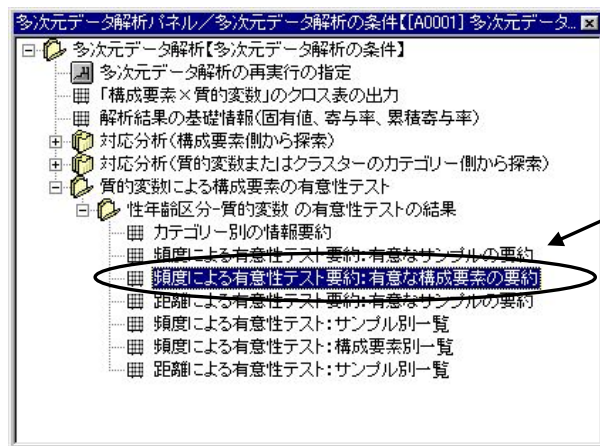 多次元データ解析パネル／多次元データ解析の条件【[A0001] 多次元データ...
多次元データ解析【多次元データ解析の条件】
多次元データ解析の再実行の指定
「構成要素×質的変数」のクロス表の出力
解析結果の基礎情報(固有値、寄与率、累積寄与率)
対応分析(構成要素側から探索)
対応分析(質的変数またはクラスターのカテゴリー側から探索)
質的変数による構成要素の有意性テスト
性年齢区分-質的変数 の有意性テストの結果
カテゴリー別の情報要約
頻度による有意性テスト要約:有意なサンプルの要約
頻度による有意性テスト要約:有意な構成要素の要約
距離による有意性テスト要約:有意なサンプルの要約
頻度による有意性テスト:サンプル別一覧
頻度による有意性テスト:構成要素別一覧
距離による有意性テスト:サンプル別一覧